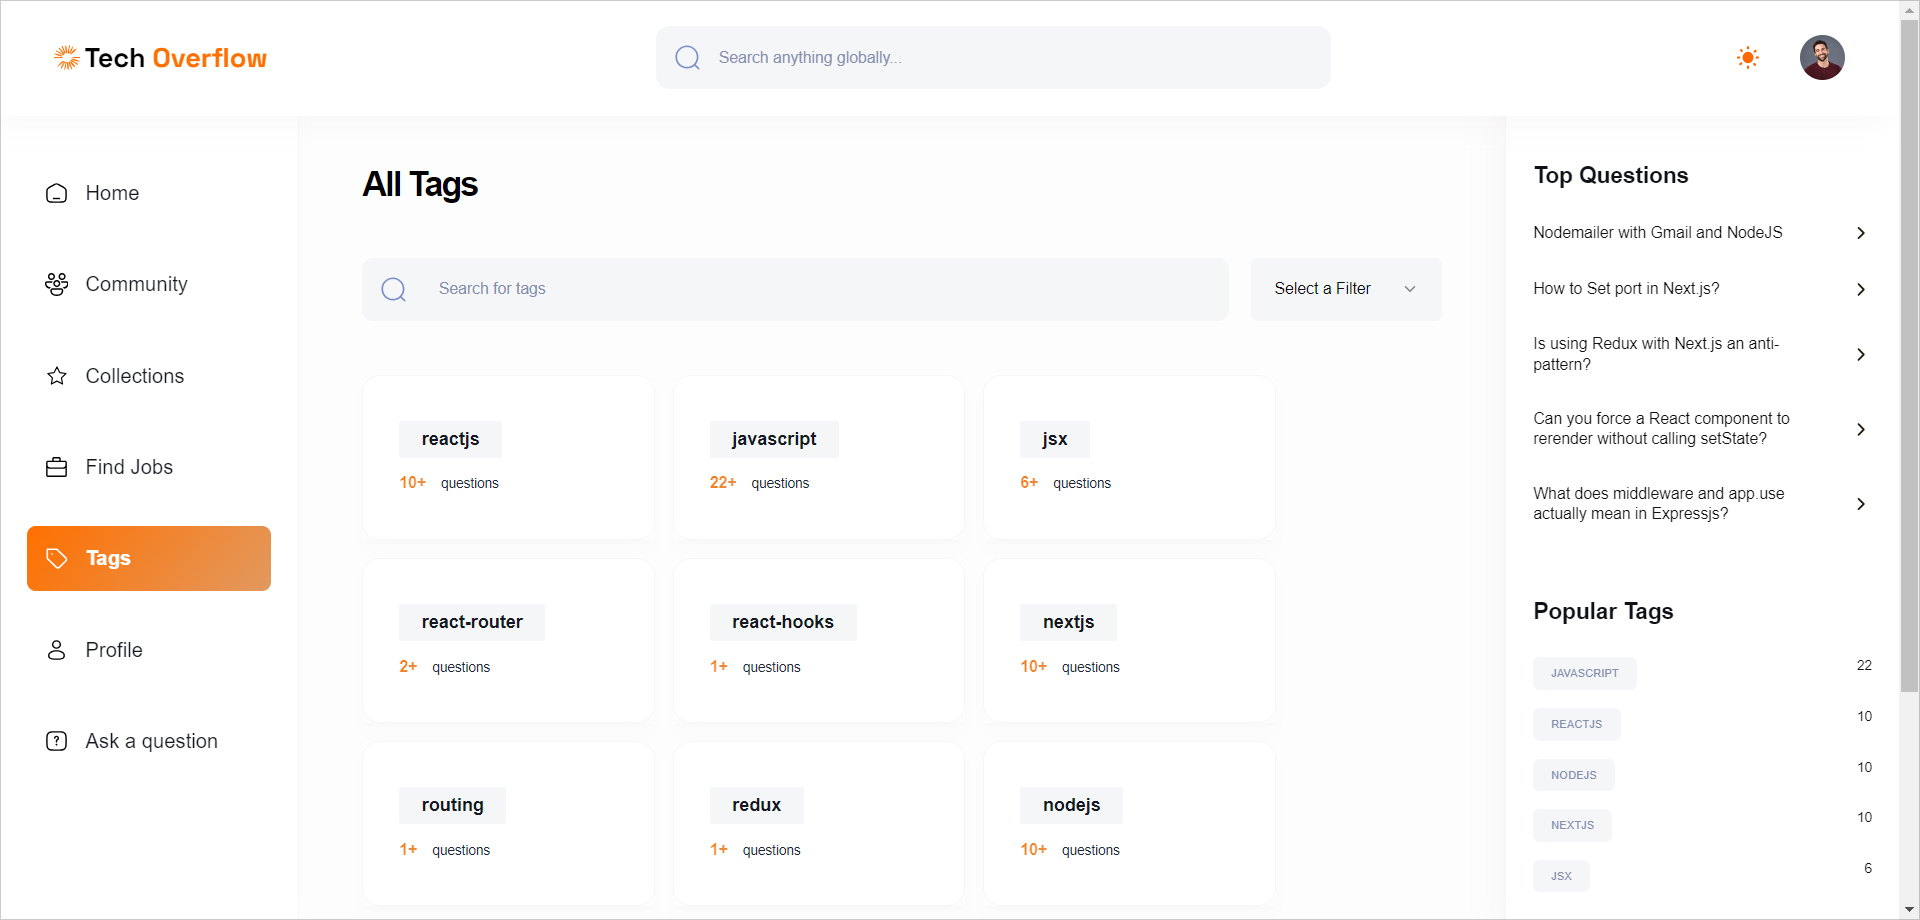 Tech Overflow
Search anything globally...
Home
Community
Collections
Find Jobs
Tags
Profile
Ask a question
All Tags
Search for tags
Select a Filter
reactjs
10+ questions
javascript
22+ questions
jsx
6+ questions
react-router
2+ questions
react-hooks
1+ questions
nextjs
10+ questions
routing
1+ questions
redux
1+ questions
nodejs
10+ questions
Top Questions
Nodemailer with Gmail and NodeJS
How to Set port in Next.js?
Is using Redux with Next.js an anti-
pattern?
Can you force a React component to
rerender without calling setState?
What does middleware and app.use
actually mean in Expressjs?
Popular Tags
JAVASCRIPT 22
REACTJS 10
NODEJS 10
NEXTJS 10
JSX 6